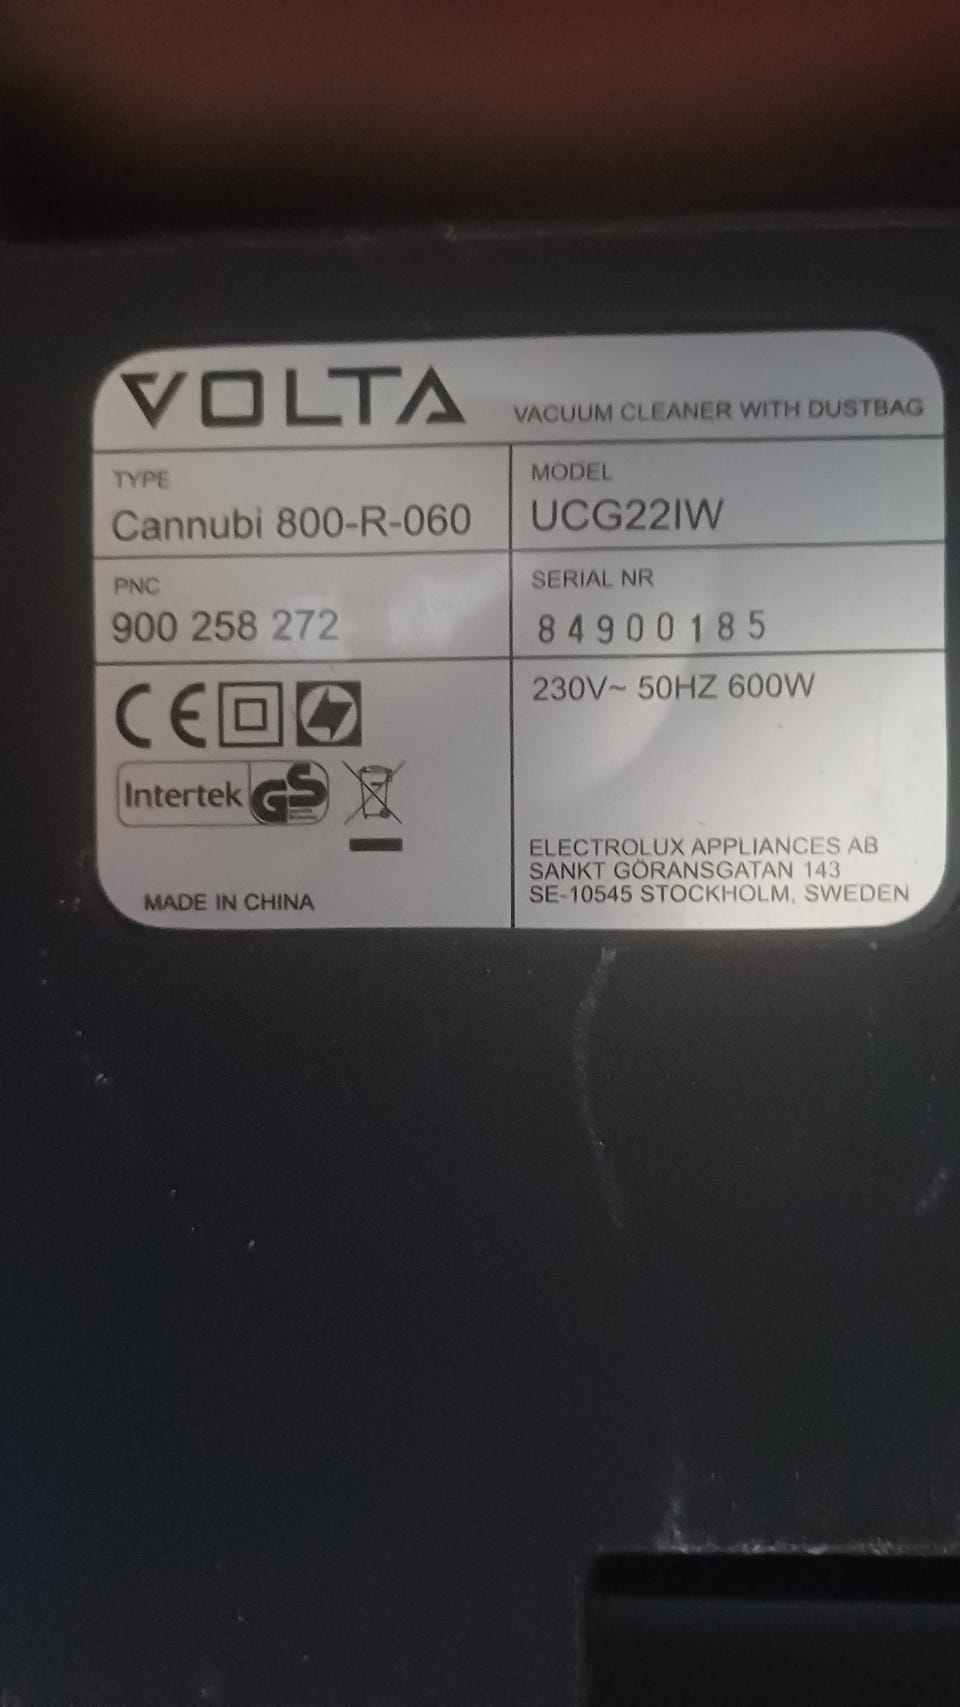 VOLTA VACUUM CLEANER WITH DUSTBAG
TYPE
Cannubi 800-R-060
MODEL
UCG22IW
PNC
900 258 272
SERIAL NR
84900185
CE
Intertek GS
MADE IN CHINA
230V~ 50HZ 600W
ELECTROLUX APPLIANCES AB
SANKT GÖRANSGATAN 143
SE-10545 STOCKHOLM, SWEDEN